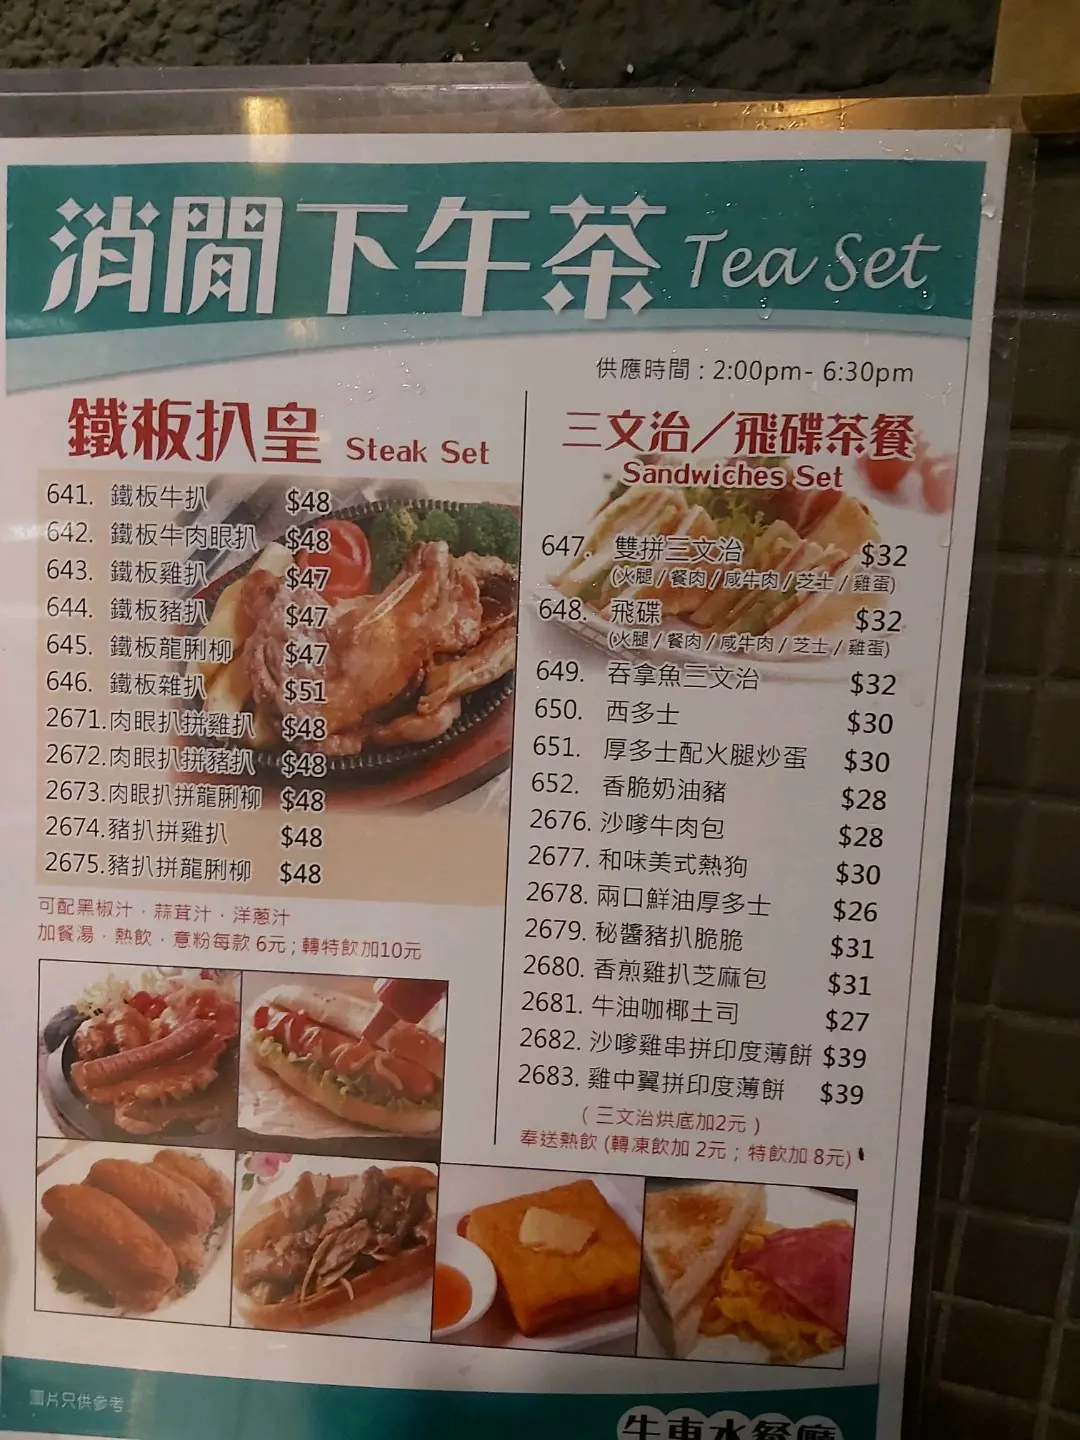 消閒下午茶 Tea Set
供應時間 : 2:00pm- 6:30pm
鐵板扒皇 Steak Set
641. 鐵板牛扒 $48
642. 鐵板牛肉眼扒 $48
643. 鐵板雞扒 $47
644. 鐵板豬扒 $47
645. 鐵板龍脷柳 $47
646. 鐵板雜扒 $51
2671.肉眼扒拼雞扒 $48
2672.肉眼扒拼豬扒 $48
2673.肉眼扒拼龍脷柳 $48
2674.豬扒拼雞扒 $48
2675.豬扒拼龍脷柳 $48
可配黑椒汁．蒜茸汁．洋蔥汁
加餐湯．熱飲．意粉每款 6元 ; 轉特飲加10元
三文治／飛碟茶餐
Sandwiches Set
647. 雙拼三文治 $32
(火腿 / 餐肉 / 咸牛肉 / 芝士 / 雞蛋)
648. 飛碟 $32
(火腿 / 餐肉 / 咸牛肉 / 芝士 / 雞蛋)
649. 吞拿魚三文治 $32
650. 西多士 $30
651. 厚多士配火腿炒蛋 $30
652. 香脆奶油豬 $28
2676. 沙嗲牛肉包 $28
2677. 和味美式熱狗 $30
2678. 兩口鮮油厚多士 $26
2679. 秘醬豬扒脆脆 $31
2680. 香煎雞扒芝麻包 $31
2681. 牛油咖椰土司 $27
2682. 沙嗲雞串拼印度薄餅 $39
2683. 雞中翼拼印度薄餅 $39
( 三文治烘底加2元 )
奉送熱飲 (轉凍飲加 2元 ; 特飲加 8元)
圖片只供參考
牛車水餐廳